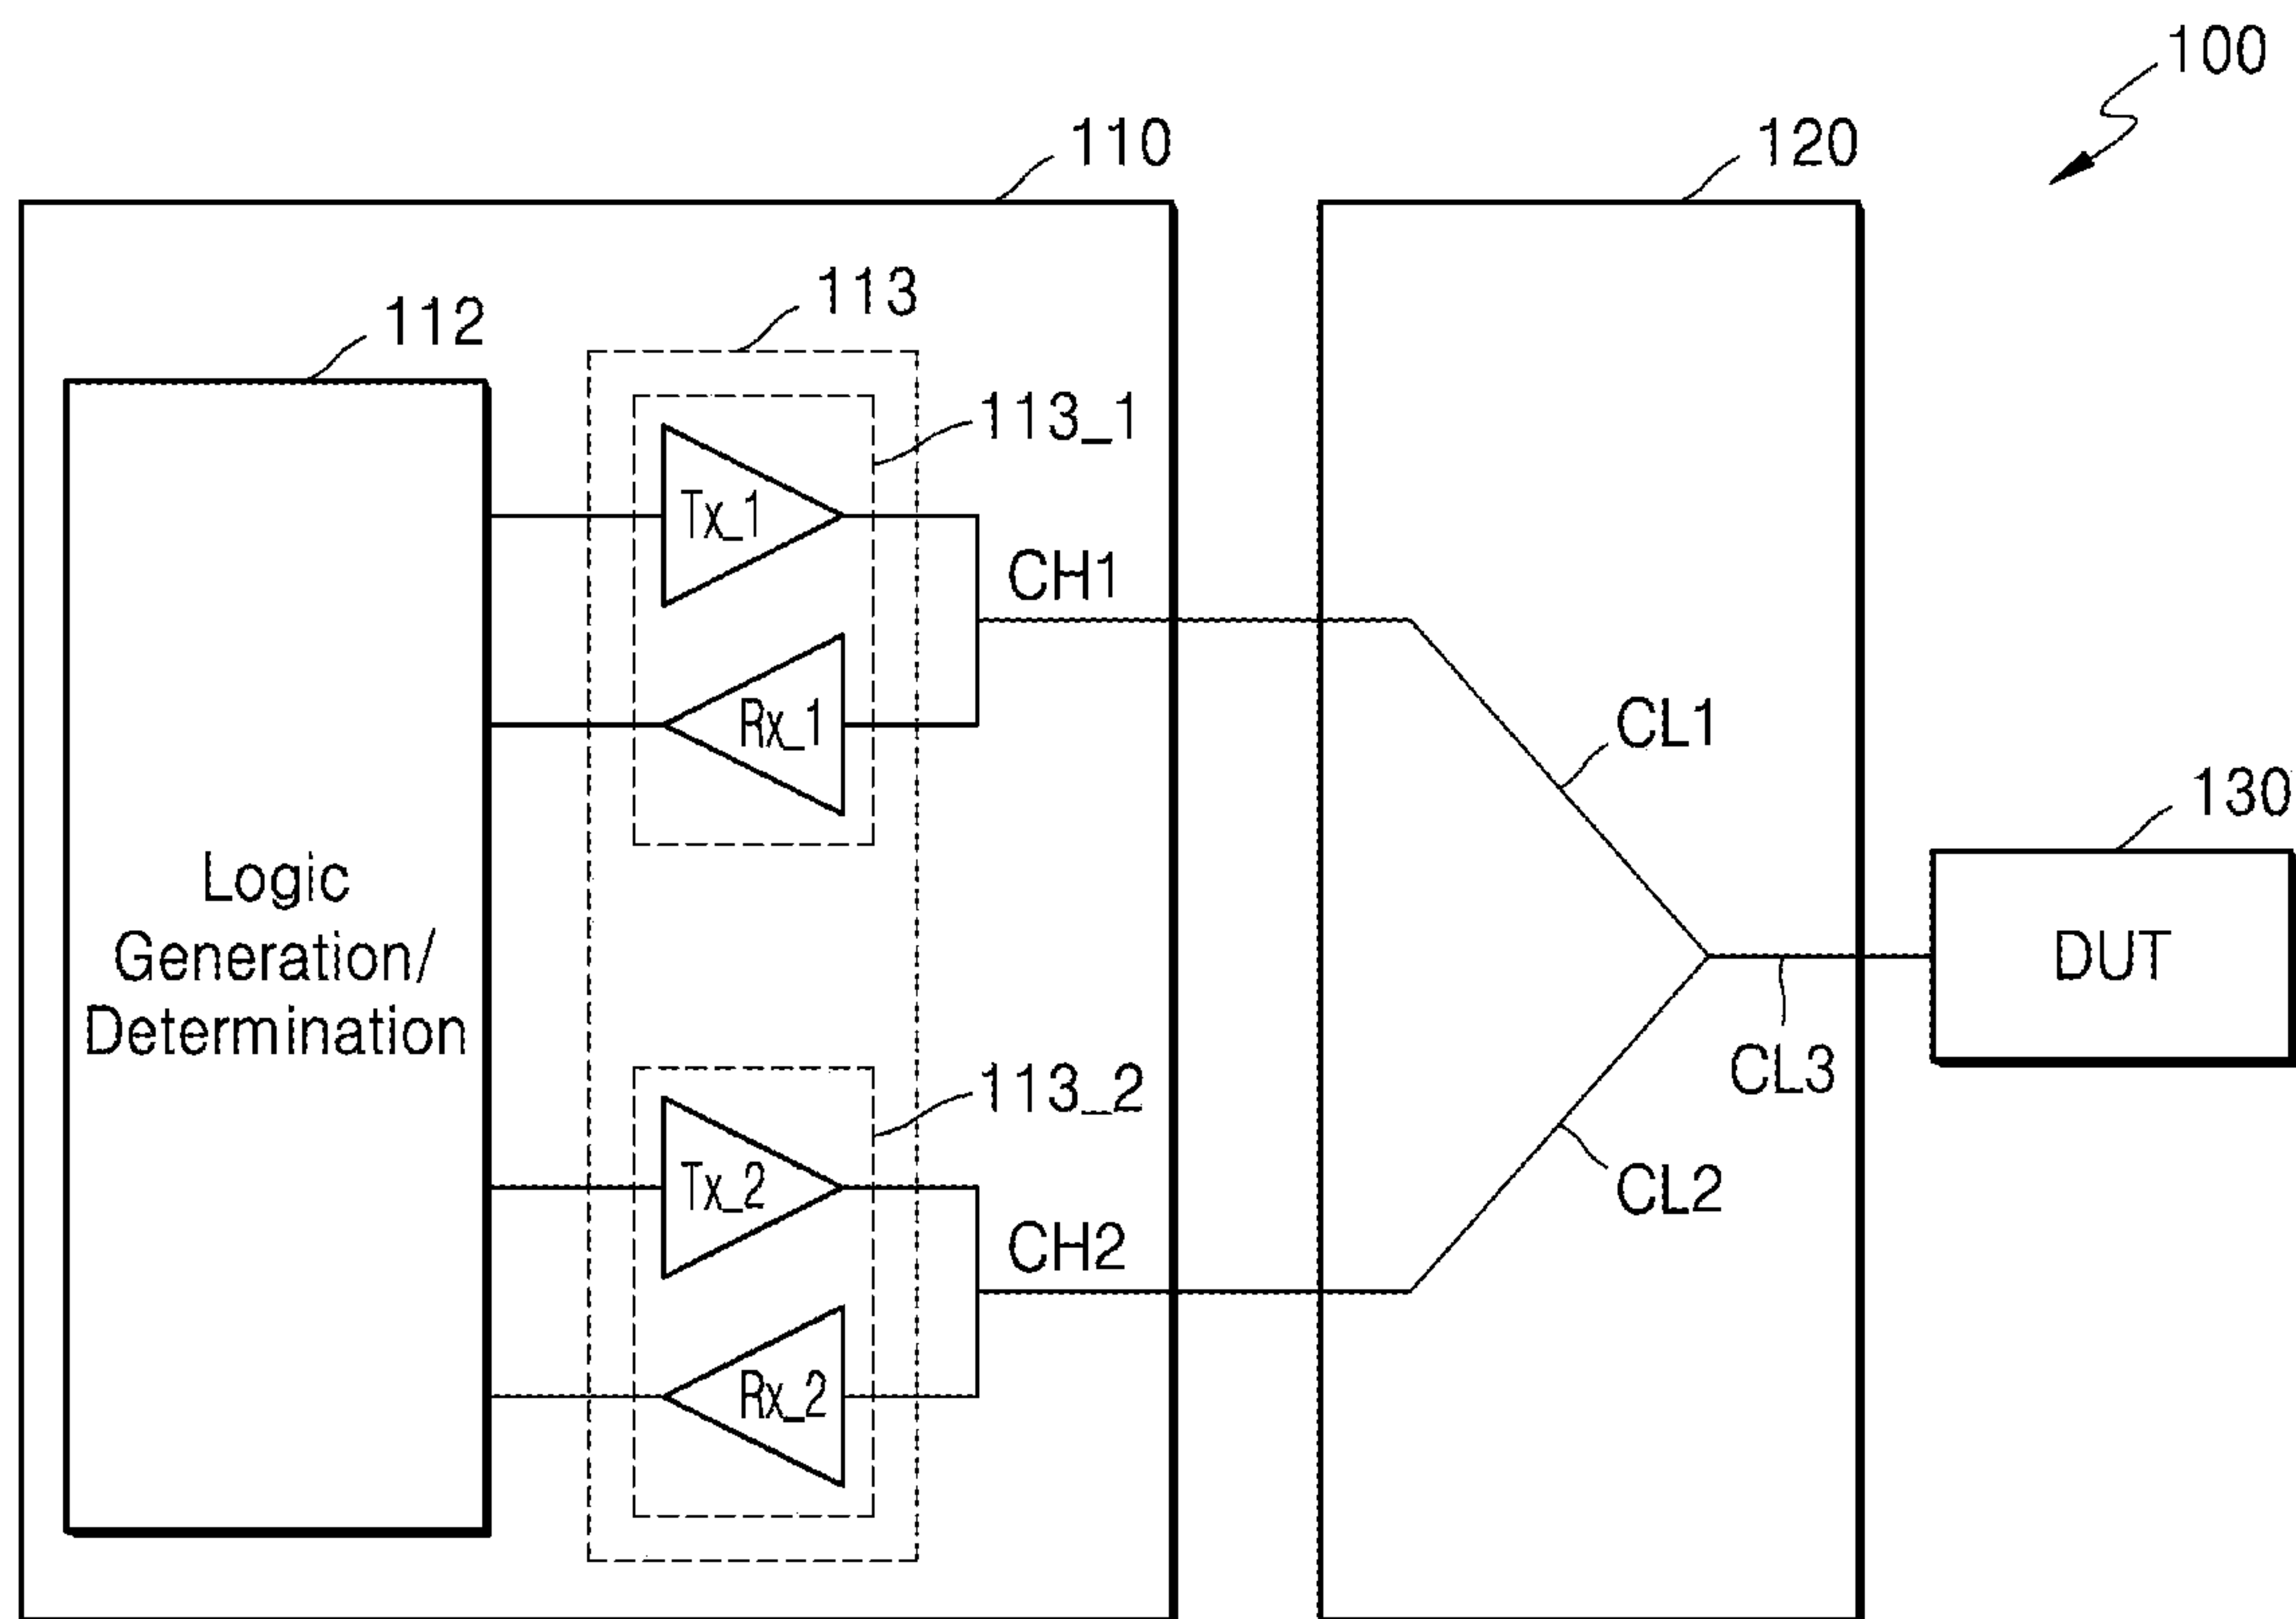 100
110
120
113
112
113_1
Tx_1
CH1
Rx_1
CL1
130
Logic
Generation/
Determination
DUT
CL3
113_2
Tx_2
CL2
CH2
Rx_2